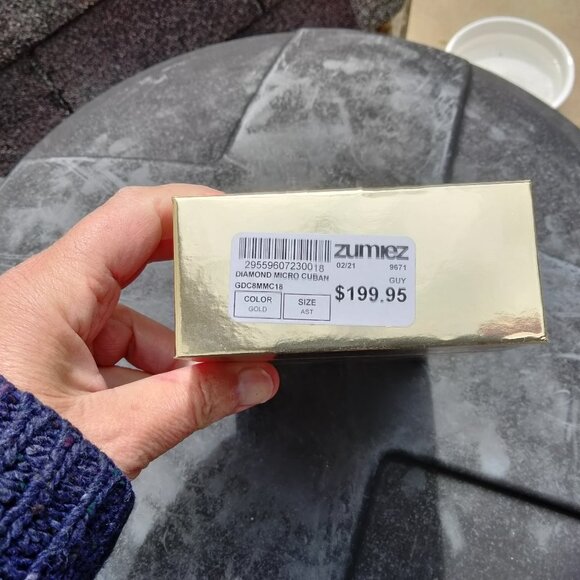 zumiez
29559607230018 02/21 9671
DIAMOND MICRO CUBAN GUY
GDC8MMC18
COLOR SIZE $199.95
GOLD AST